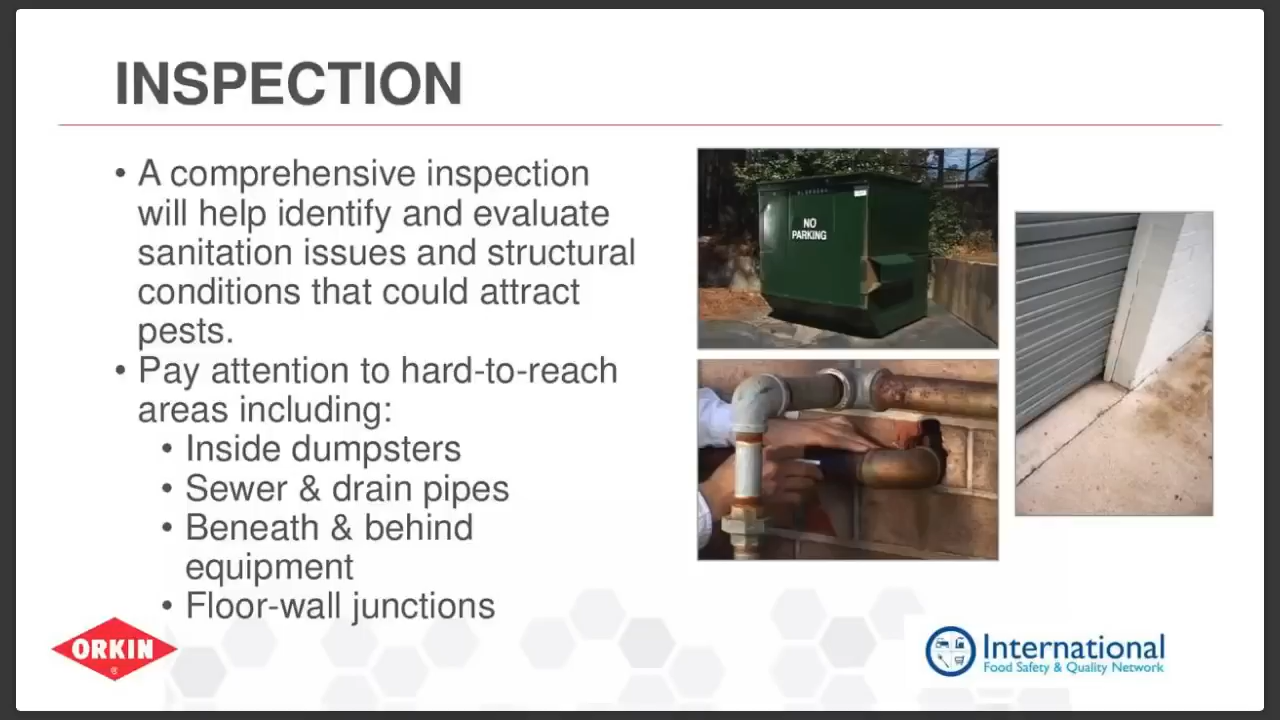 INSPECTION
• A comprehensive inspection
will help identify and evaluate
sanitation issues and structural
conditions that could attract
pests.
• Pay attention to hard-to-reach
areas including:
• Inside dumpsters
• Sewer & drain pipes
• Beneath & behind
equipment
• Floor-wall junctions
NO
PARKING
ORKIN
®
International
Food Safety & Quality Network